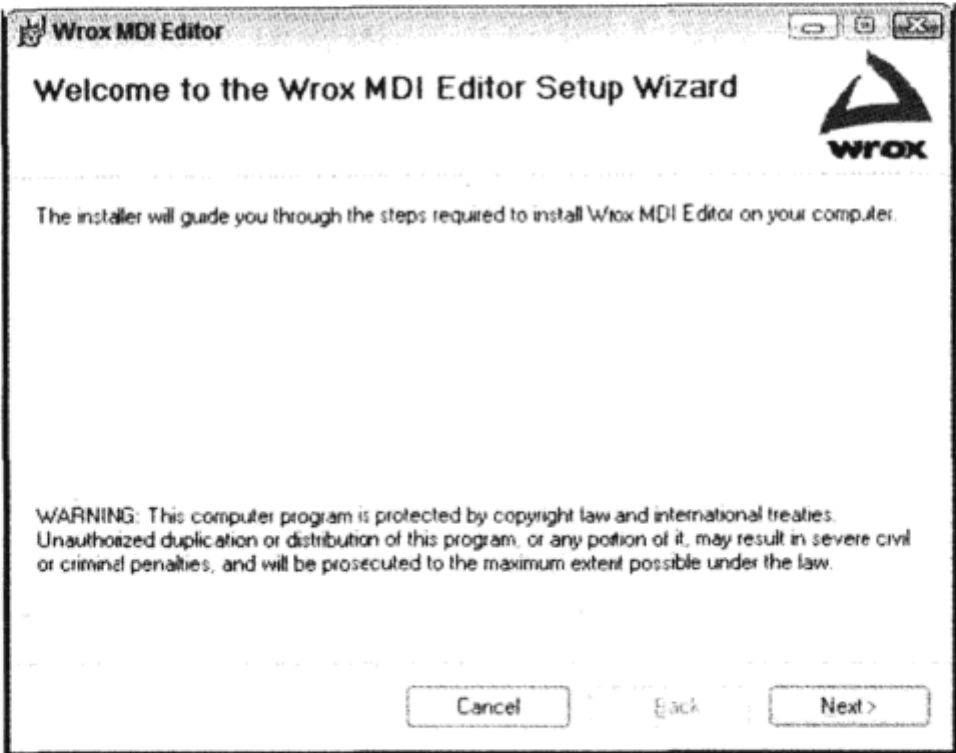 Wrox MDI Editor
Welcome to the Wrox MDI Editor Setup Wizard
wrox
The installer will guide you through the steps required to install Wrox MDI Editor on your computer.
WARNING: This computer program is protected by copyright law and international treaties.
Unauthorized duplication or distribution of this program, or any portion of it, may result in severe civil
or criminal penalties, and will be prosecuted to the maximum extent possible under the law.
Cancel
Back
Next >